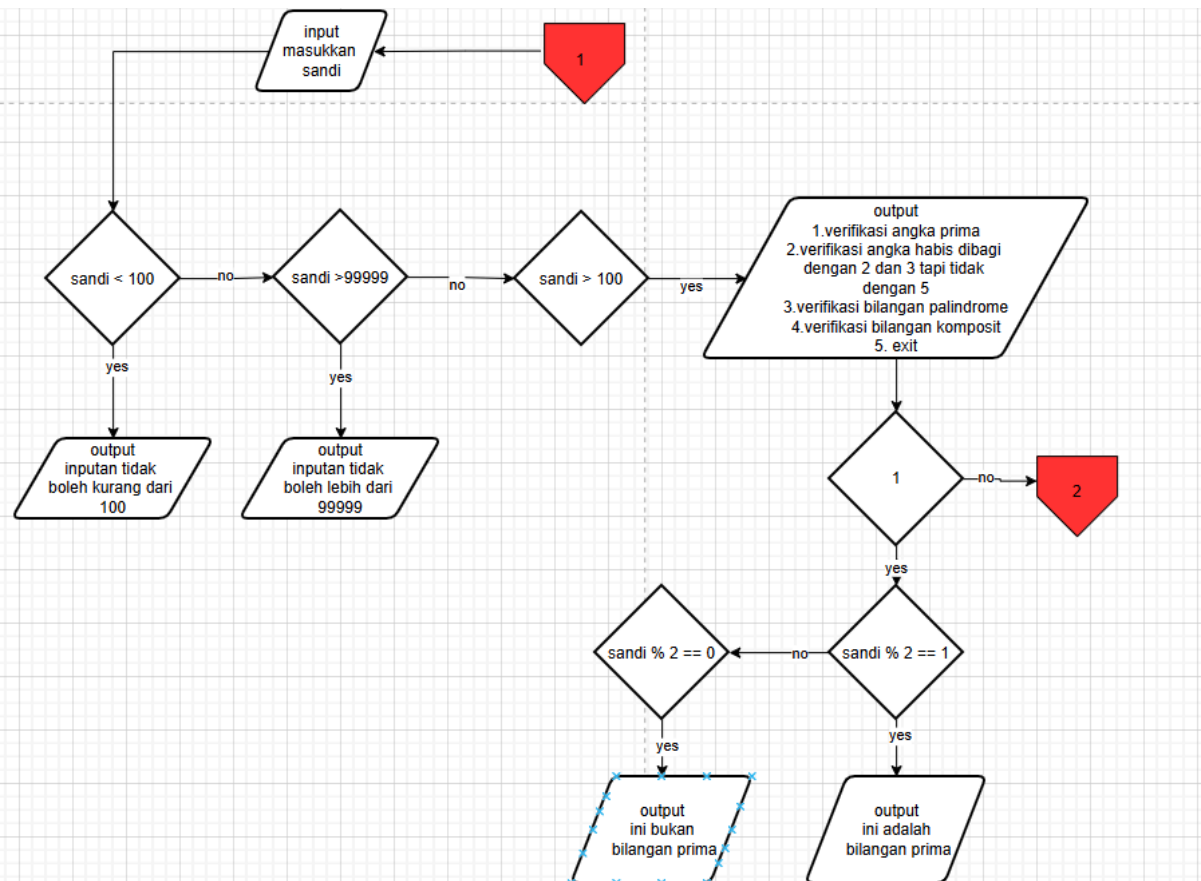 input
masukkan
sandi
1
sandi < 100
no
sandi >99999
no
sandi > 100
yes
output
1.verifikasi angka prima
2.verifikasi angka habis dibagi
dengan 2 dan 3 tapi tidak
dengan 5
3.verifikasi bilangan palindrome
4.verifikasi bilangan komposit
5. exit
yes
output
inputan tidak
boleh kurang dari
100
yes
output
inputan tidak
boleh lebih dari
99999
1
no
2
yes
sandi % 2 == 0
no
sandi % 2 == 1
yes
output
ini bukan
bilangan prima
yes
output
ini adalah
bilangan prima